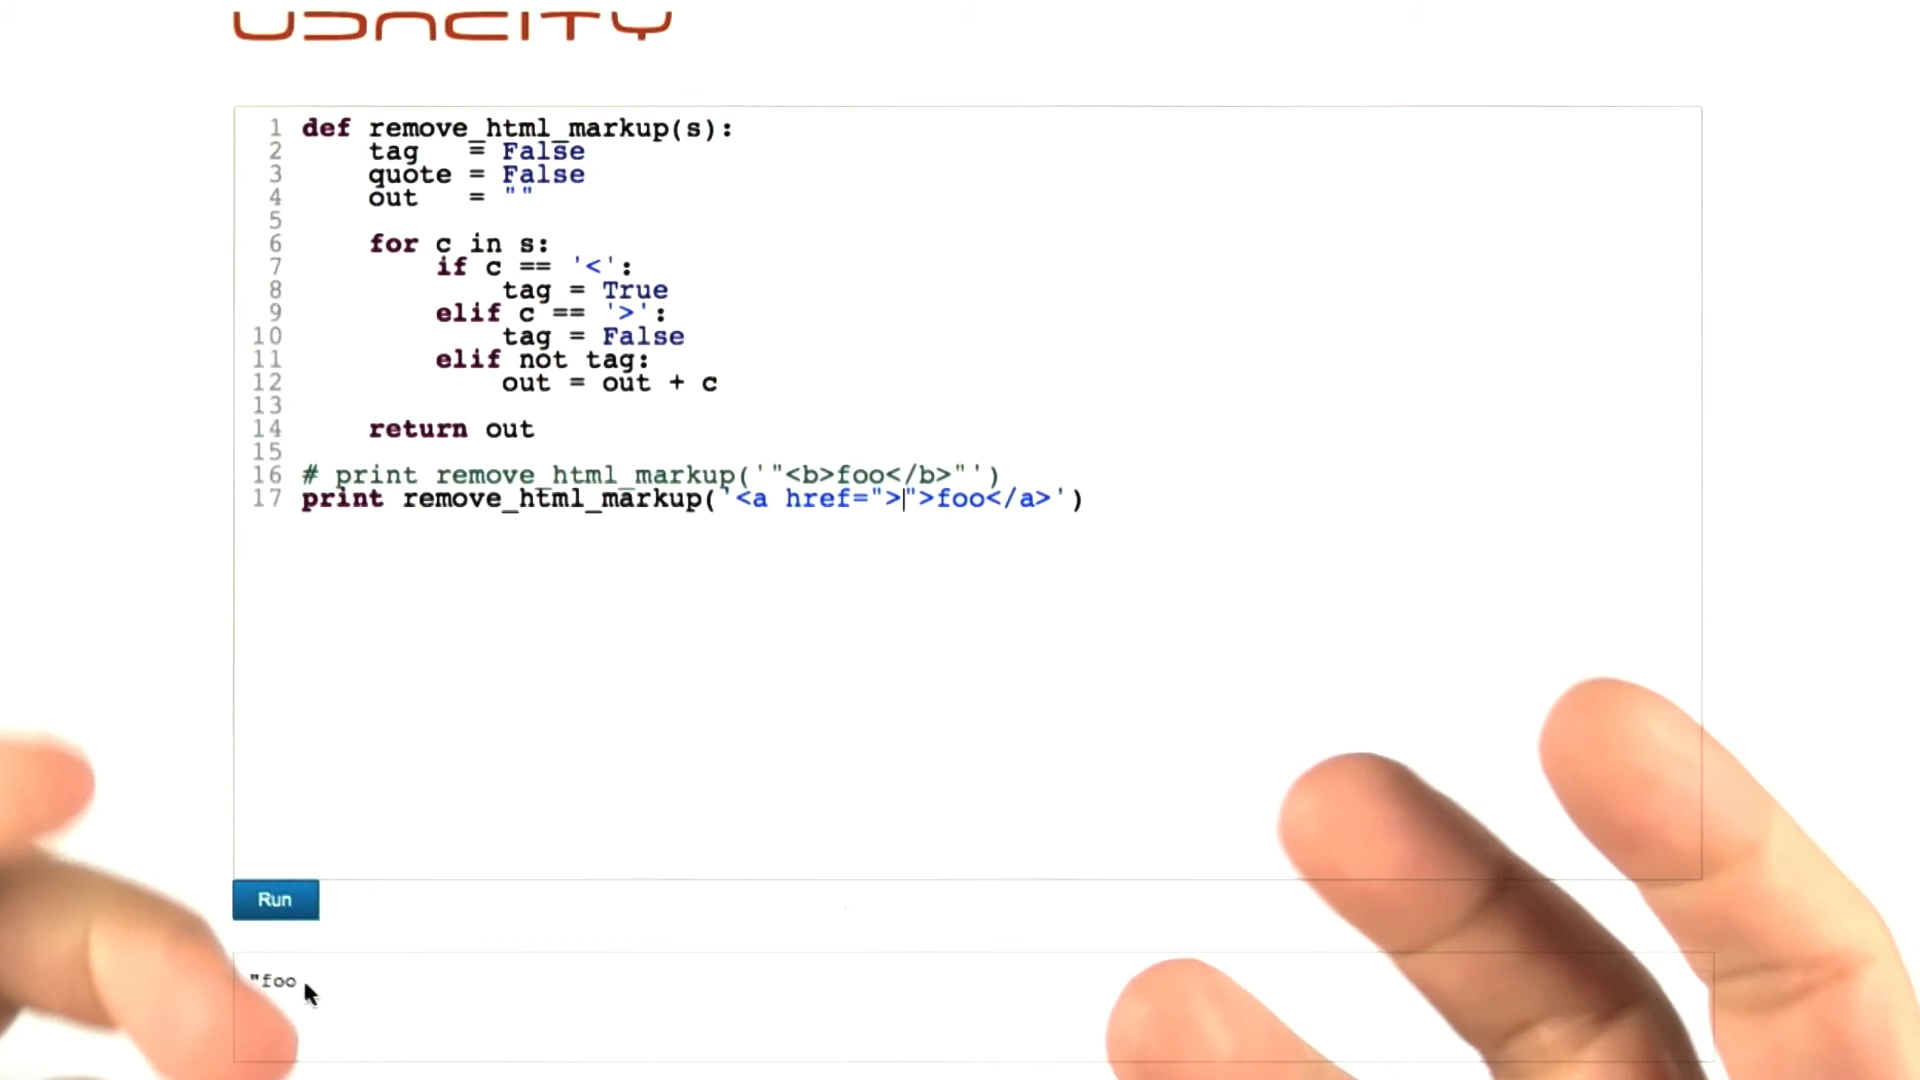 UDACITY
1 def remove_html_markup(s):
2     tag   = False
3     quote = False
4     out   = ""
5
6     for c in s:
7         if c == '<':
8             tag = True
9         elif c == '>':
10             tag = False
11         elif not tag:
12             out = out + c
13
14     return out
15
16 # print remove_html_markup('"<b>foo</b>"')
17 print remove_html_markup('<a href=">">foo</a>')
Run
"foo